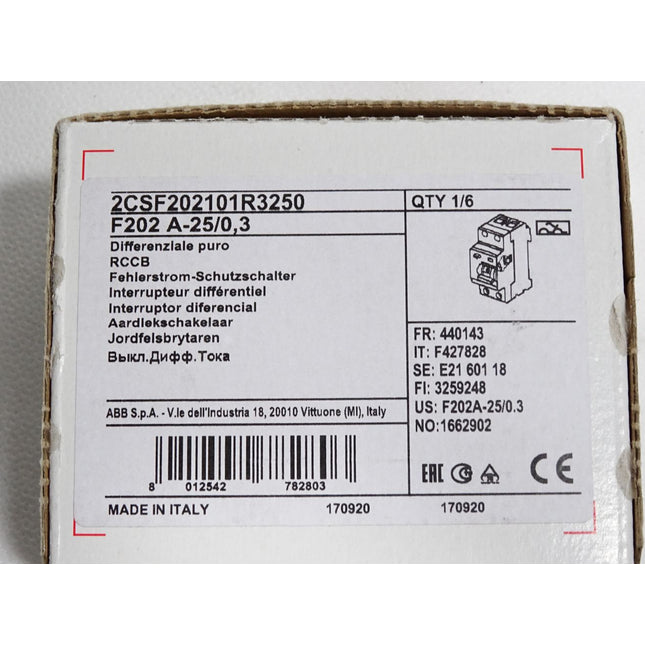 2CSF202101R3250
F202 A-25/0,3
Differenziale puro
RCCB
Fehlerstrom-Schutzschalter
Interrupteur différentiel
Interruptor diferencial
Aardlekschakelaar
Jordfelsbrytaren
Выкл.Дифф.Тока
ABB S.p.A. - V.le dell'Industria 18, 20010 Vittuone (MI), Italy
8 012542 782803
MADE IN ITALY 170920
QTY 1/6
FR: 440143
IT: F427828
SE: E21 601 18
FI: 3259248
US: F202A-25/0.3
NO:1662902
EAC
CE
170920